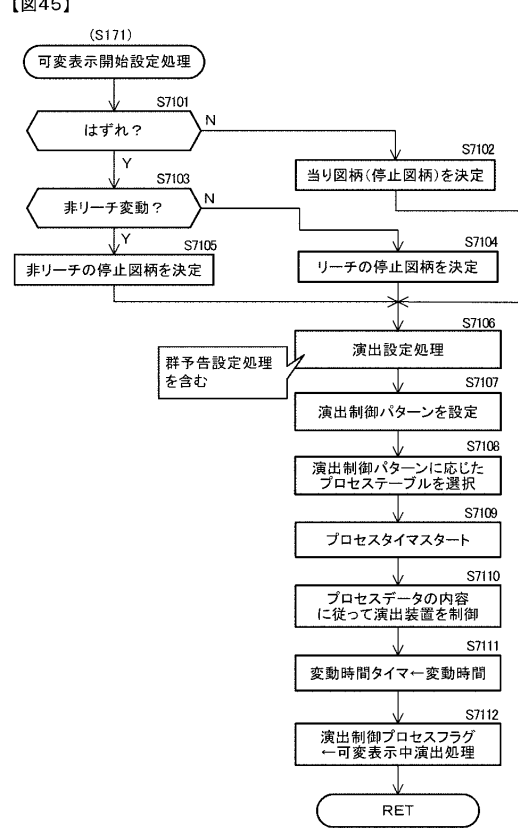 【図45】
(S171)
可変表示開始設定処理
S7101
はずれ？
N
Y
S7102
当り図柄(停止図柄)を決定
S7103
非リーチ変動？
N
Y
S7105
非リーチの停止図柄を決定
S7104
リーチの停止図柄を決定
S7106
演出設定処理
群予告設定処理
を含む
S7107
演出制御パターンを設定
S7108
演出制御パターンに応じた
プロセステーブルを選択
S7109
プロセスタイマスタート
S7110
プロセスデータの内容
に従って演出装置を制御
S7111
変動時間タイマ←変動時間
S7112
演出制御プロセスフラグ
←可変表示中演出処理
RET